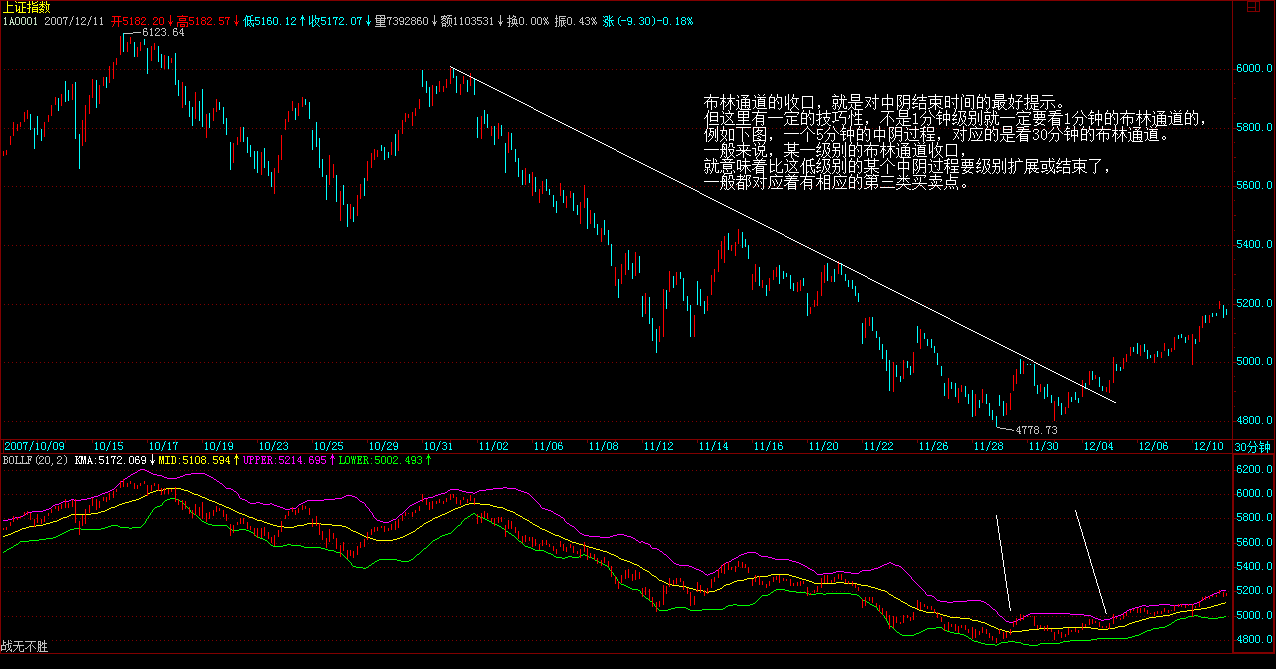 上证指数
1A0001 2007/12/11 开5182.20↓高5182.57↓低5160.12↑收5172.07↓量7392860↓额1103531↓换0.00% 振0.43% 涨(-9.30)-0.18%
6123.64
6000.0
布林通道的收口，就是对中阴结束时间的最好提示。
但这里有一定的技巧性，不是1分钟级别就一定要看1分钟的布林通道的，
5800.0
例如下图，一个5分钟的中阴过程，对应的是看30分钟的布林通道。
一般来说，某一级别的布林通道收口，
就意味着比这低级别的某个中阴过程要级别扩展或结束了，
一般都对应着有相应的第三类买卖点。
5600.0
5400.0
5200.0
5000.0
4800.0
4778.73
2007/10/09 10/15 10/17 10/19 10/23 10/25 10/29 10/31 11/02 11/06 11/08 11/12 11/14 11/16 11/20 11/22 11/26 11/28 11/30 12/04 12/06 12/10 30分钟
BOLLF(20,2) KMA:5172.069↓MID:5108.594↑UPPER:5214.695↑LOWER:5002.493↑
6200.0
6000.0
5800.0
5600.0
5400.0
5200.0
5000.0
4800.0
战无不胜